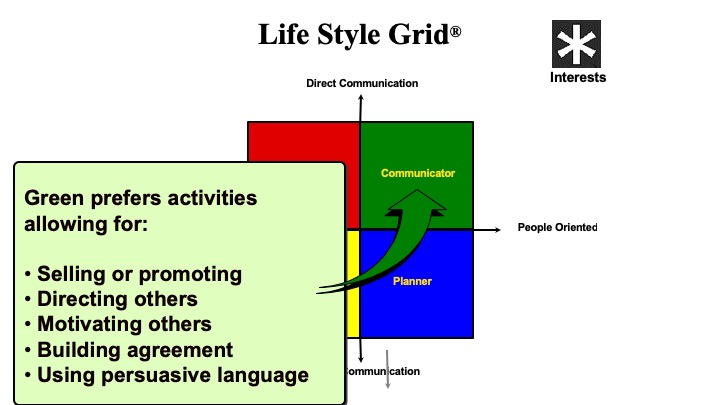 Life Style Grid®
Interests
Direct Communication
Communicator
Green prefers activities
allowing for:
People Oriented
• Selling or promoting
Planner
• Directing others
• Motivating others
• Building agreement
ommunication
• Using persuasive language